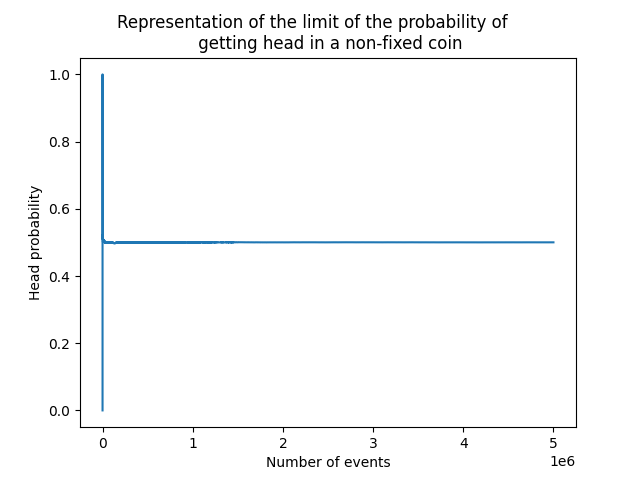 Representation of the limit of the probability of
getting head in a non-fixed coin
1.0
0.8
0.6
0.4
0.2
0.0
Head probability
0 1 2 3 4 5
1e6
Number of events